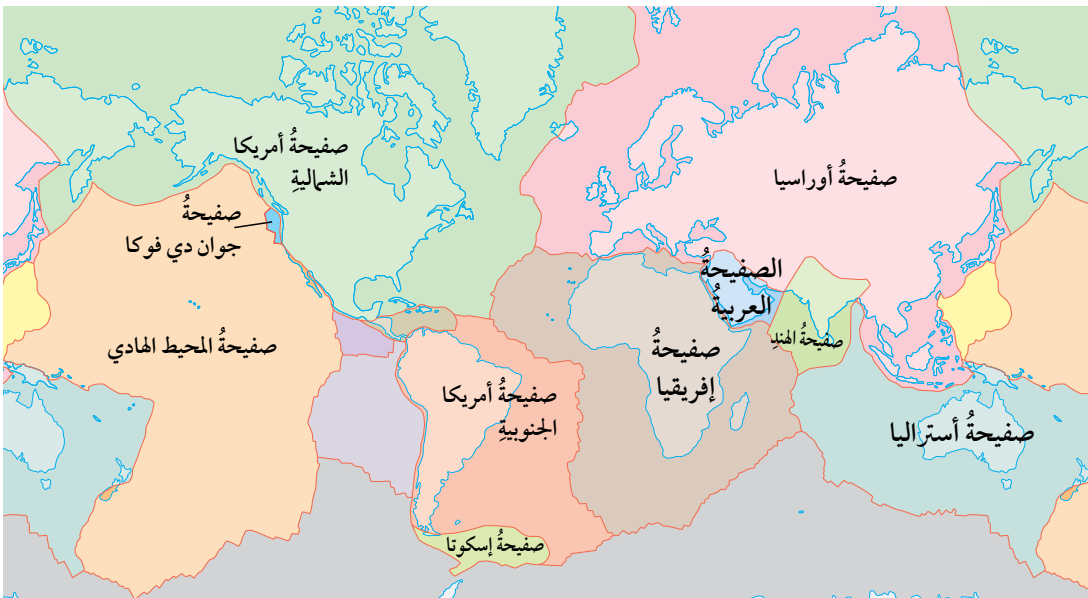 صفيحةُ أمريكا
الشماليةِ
صفيحةُ أوراسيا
صفيحةُ
جوان دي فوكا
الصفيحةُ
العربيةُ
صفيحةُ الهندِ
صفيحةُ المحيط الهادي
صفيحةُ
إفريقيا
صفيحةُ أمريكا
الجنوبيةِ
صفيحةُ أستراليا
صفيحةُ إسكوتا